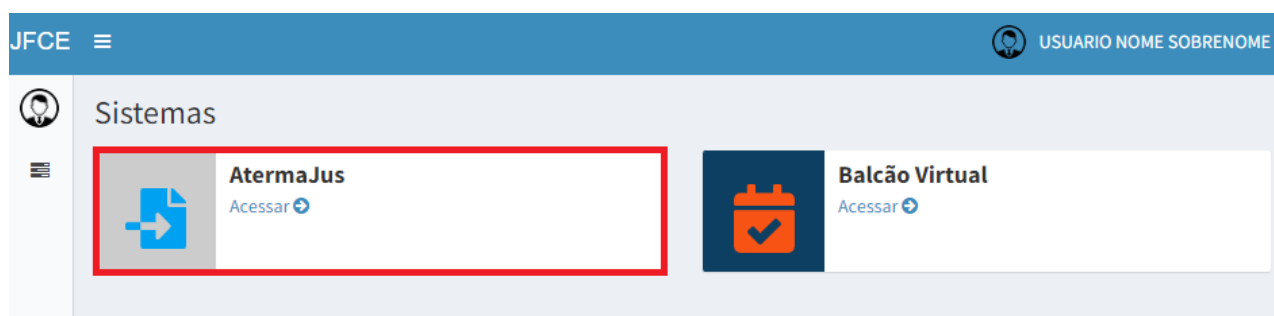 JFCE
USUARIO NOME SOBRENOME
Sistemas
AtermaJus
Acessar
Balcão Virtual
Acessar